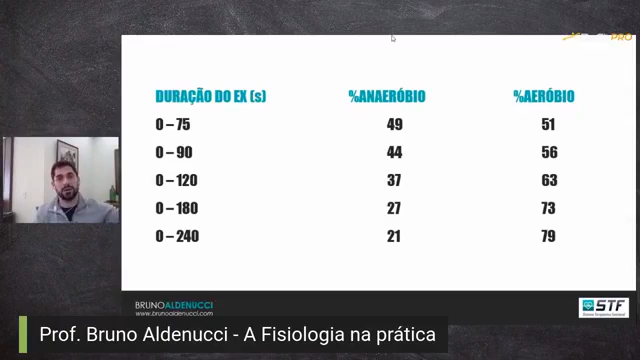 PRO
DURAÇÃO DO EX (s) %ANAERÓBIO %AERÓBIO
0 – 75 49 51
0 – 90 44 56
0 – 120 37 63
0 – 180 27 73
0 – 240 21 79
BRUNOALDENUCCI
www.brunoaldenucci.com
STF
Prof. Bruno Aldenucci - A Fisiologia na prática